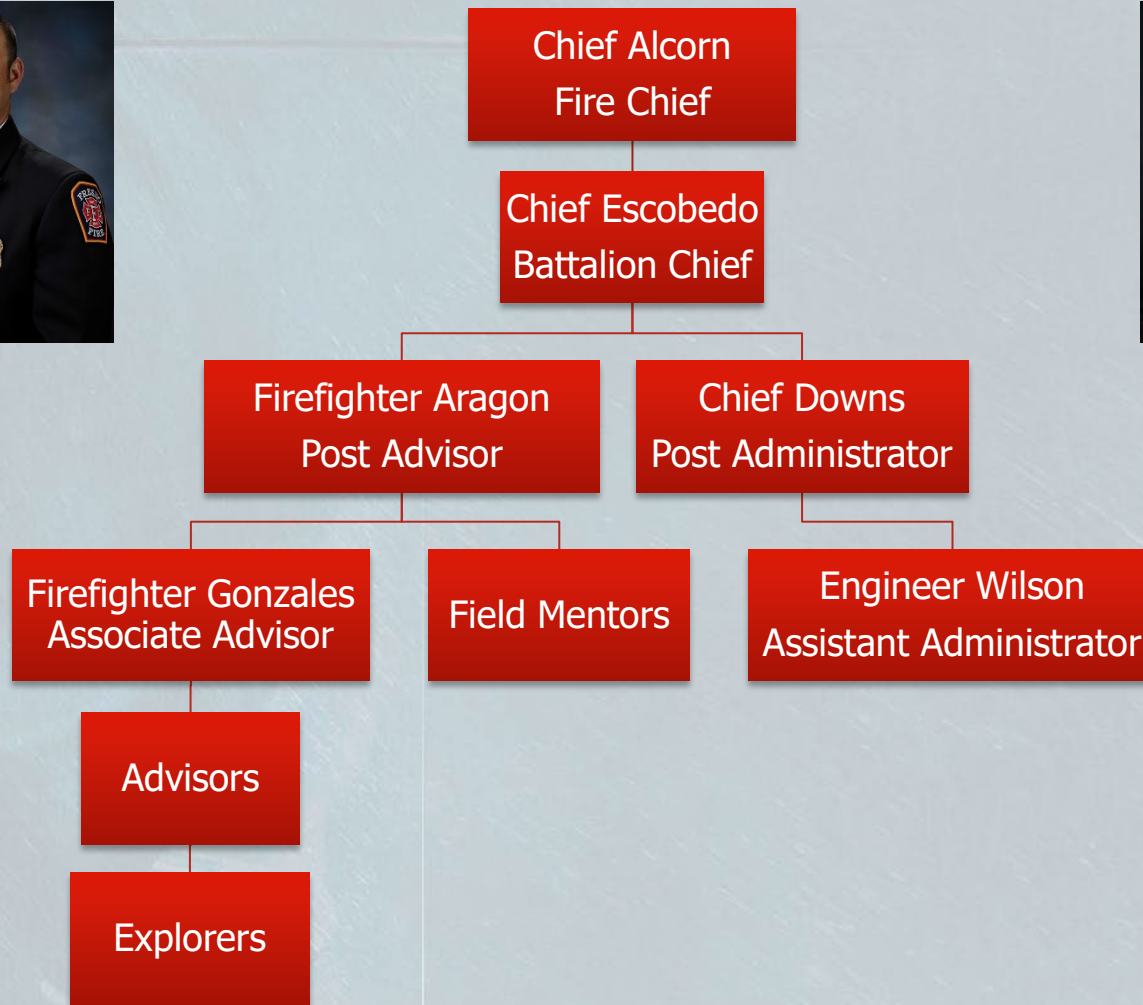 Chief Alcorn
Fire Chief
Chief Escobedo
Battalion Chief
Firefighter Aragon
Post Advisor
Chief Downs
Post Administrator
Firefighter Gonzales
Associate Advisor
Field Mentors
Engineer Wilson
Assistant Administrator
Advisors
Explorers